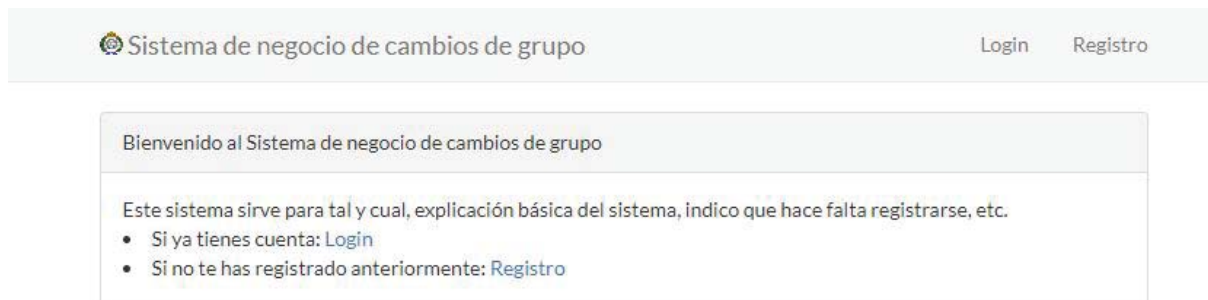 Sistema de negocio de cambios de grupo Login Registro
Bienvenido al Sistema de negocio de cambios de grupo
Este sistema sirve para tal y cual, explicación básica del sistema, indico que hace falta registrarse, etc.
• Si ya tienes cuenta: Login
• Si no te has registrado anteriormente: Registro